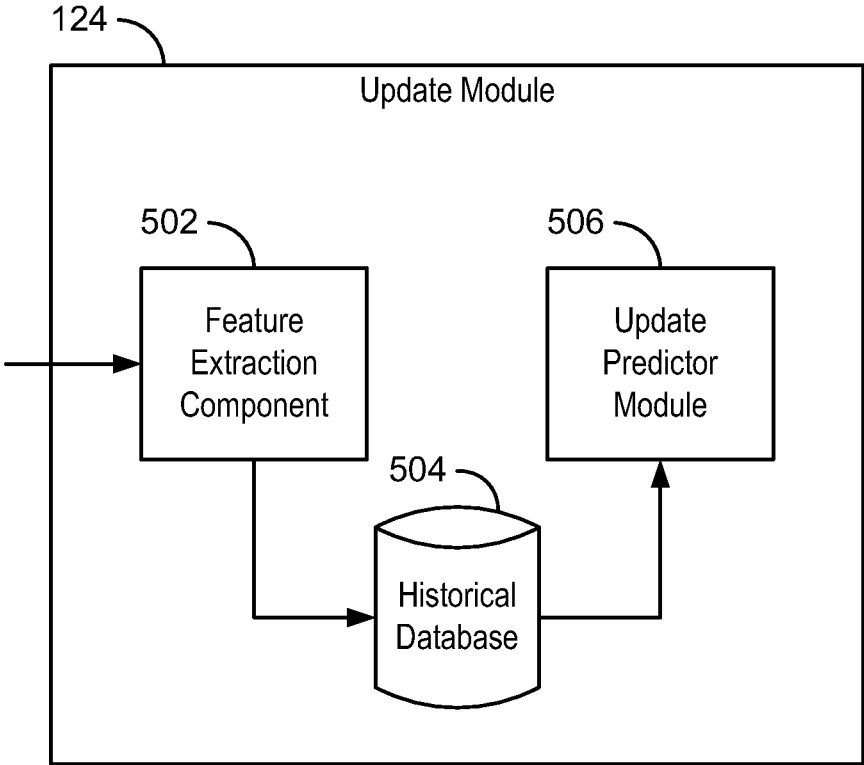 124
Update Module
502
506
Feature
Extraction
Component
Update
Predictor
Module
504
Historical
Database